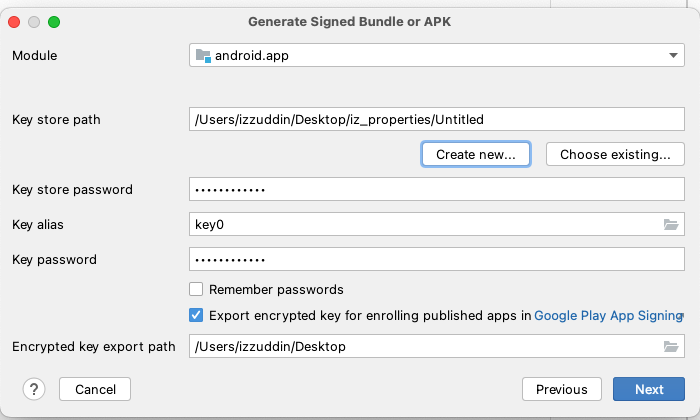 Generate Signed Bundle or APK
Module android.app
Key store path /Users/izzuddin/Desktop/iz_properties/Untitled
Create new... Choose existing...
Key store password ••••••••••••
Key alias key0
Key password ••••••••••••
Remember passwords
Export encrypted key for enrolling published apps in Google Play App Signing
Encrypted key export path /Users/izzuddin/Desktop
? Cancel Previous Next